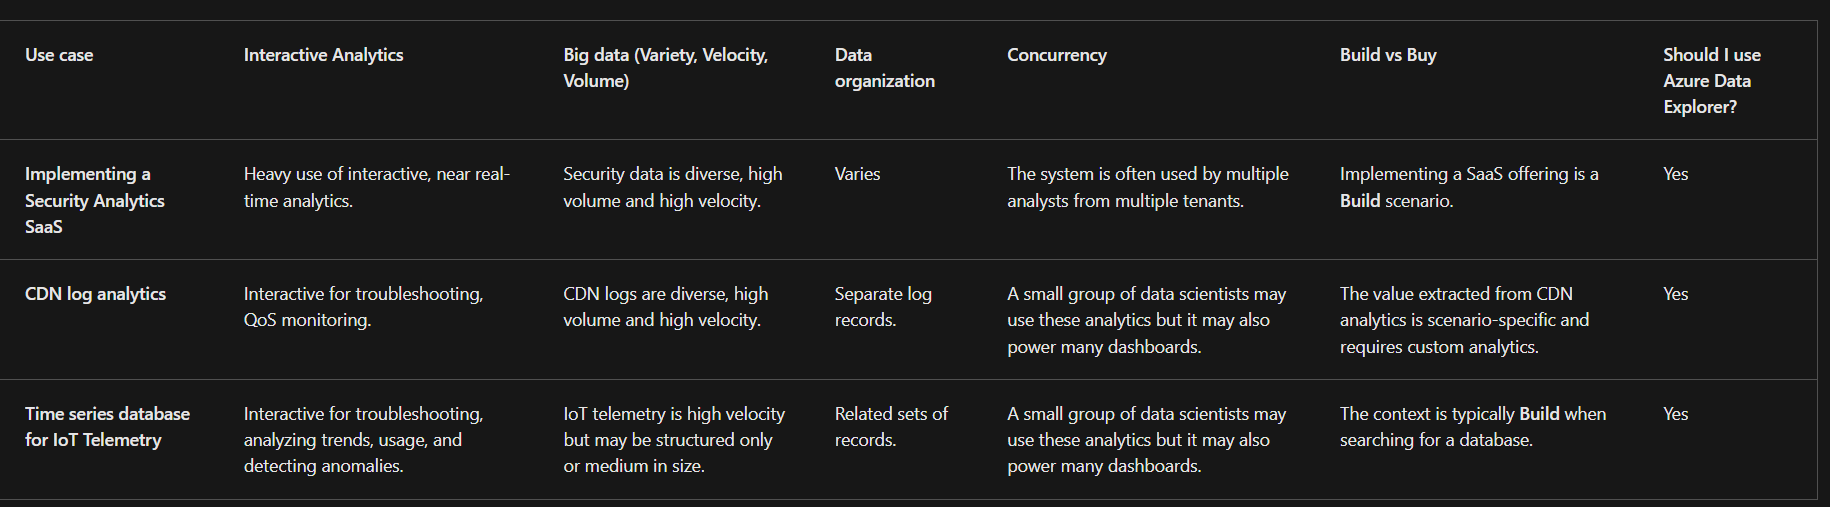 Use case
Interactive Analytics
Big data (Variety, Velocity,
Volume)
Data
organization
Concurrency
Build vs Buy
Should I use
Azure Data
Explorer?
Implementing a
Security Analytics
SaaS
Heavy use of interactive, near real-
time analytics.
Security data is diverse, high
volume and high velocity.
Varies
The system is often used by multiple
analysts from multiple tenants.
Implementing a SaaS offering is a
Build scenario.
Yes
CDN log analytics
Interactive for troubleshooting,
QoS monitoring.
CDN logs are diverse, high
volume and high velocity.
Separate log
records.
A small group of data scientists may
use these analytics but it may also
power many dashboards.
The value extracted from CDN
analytics is scenario-specific and
requires custom analytics.
Yes
Time series database
for IoT Telemetry
Interactive for troubleshooting,
analyzing trends, usage, and
detecting anomalies.
IoT telemetry is high velocity
but may be structured only
or medium in size.
Related sets of
records.
A small group of data scientists may
use these analytics but it may also
power many dashboards.
The context is typically Build when
searching for a database.
Yes